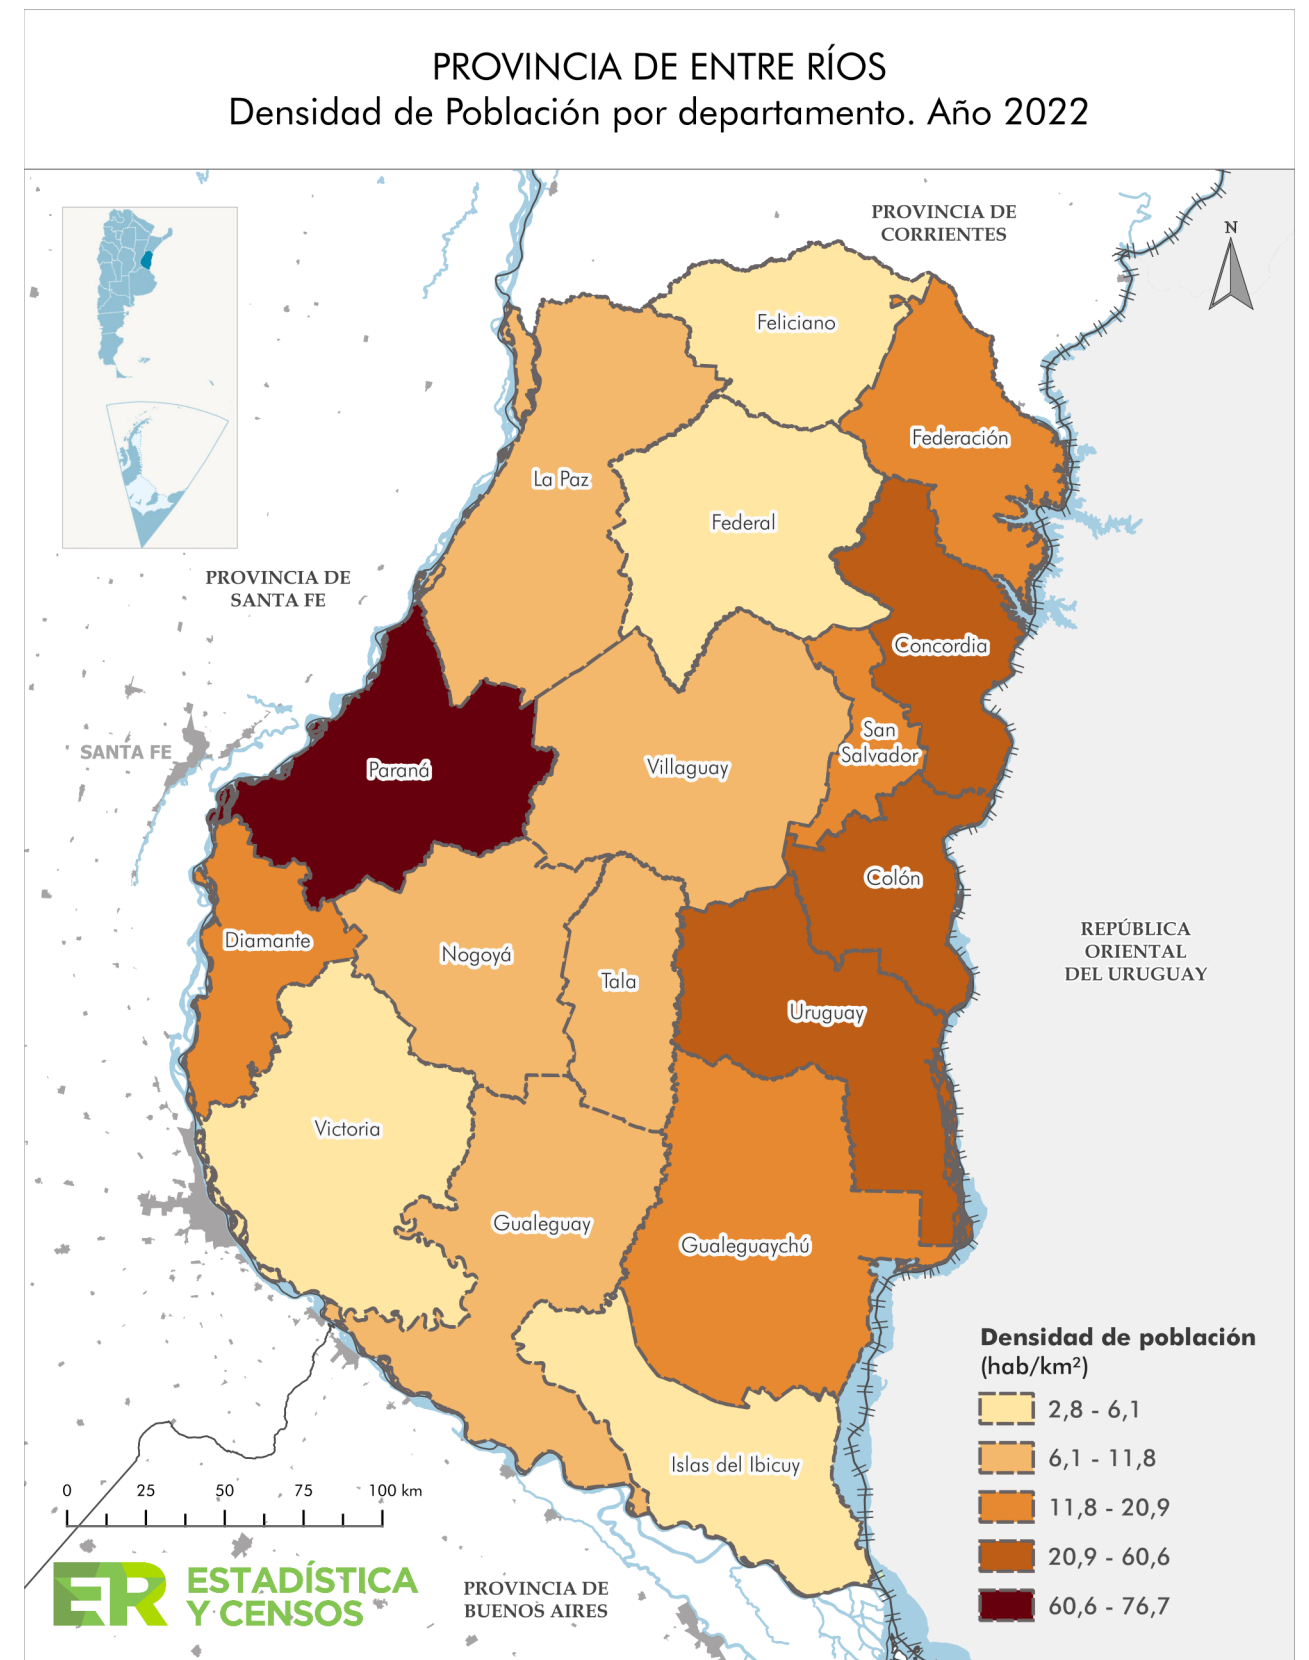 PROVINCIA DE ENTRE RÍOS
Densidad de Población por departamento. Año 2022
PROVINCIA DE
CORRIENTES
N
Feliciano
Federación
La Paz
Federal
PROVINCIA DE
SANTA FE
Concordia
San
Salvador
SANTA FE
Paraná
Villaguay
Colón
Diamante
Nogoyá
Tala
REPÚBLICA
ORIENTAL
DEL URUGUAY
Uruguay
Victoria
Gualeguay
Gualeguaychú
Islas del Ibicuy
Densidad de población
(hab/km²)
2,8 - 6,1
6,1 - 11,8
11,8 - 20,9
20,9 - 60,6
60,6 - 76,7
0 25 50 75 100 km
ER ESTADÍSTICA
Y CENSOS
PROVINCIA DE
BUENOS AIRES